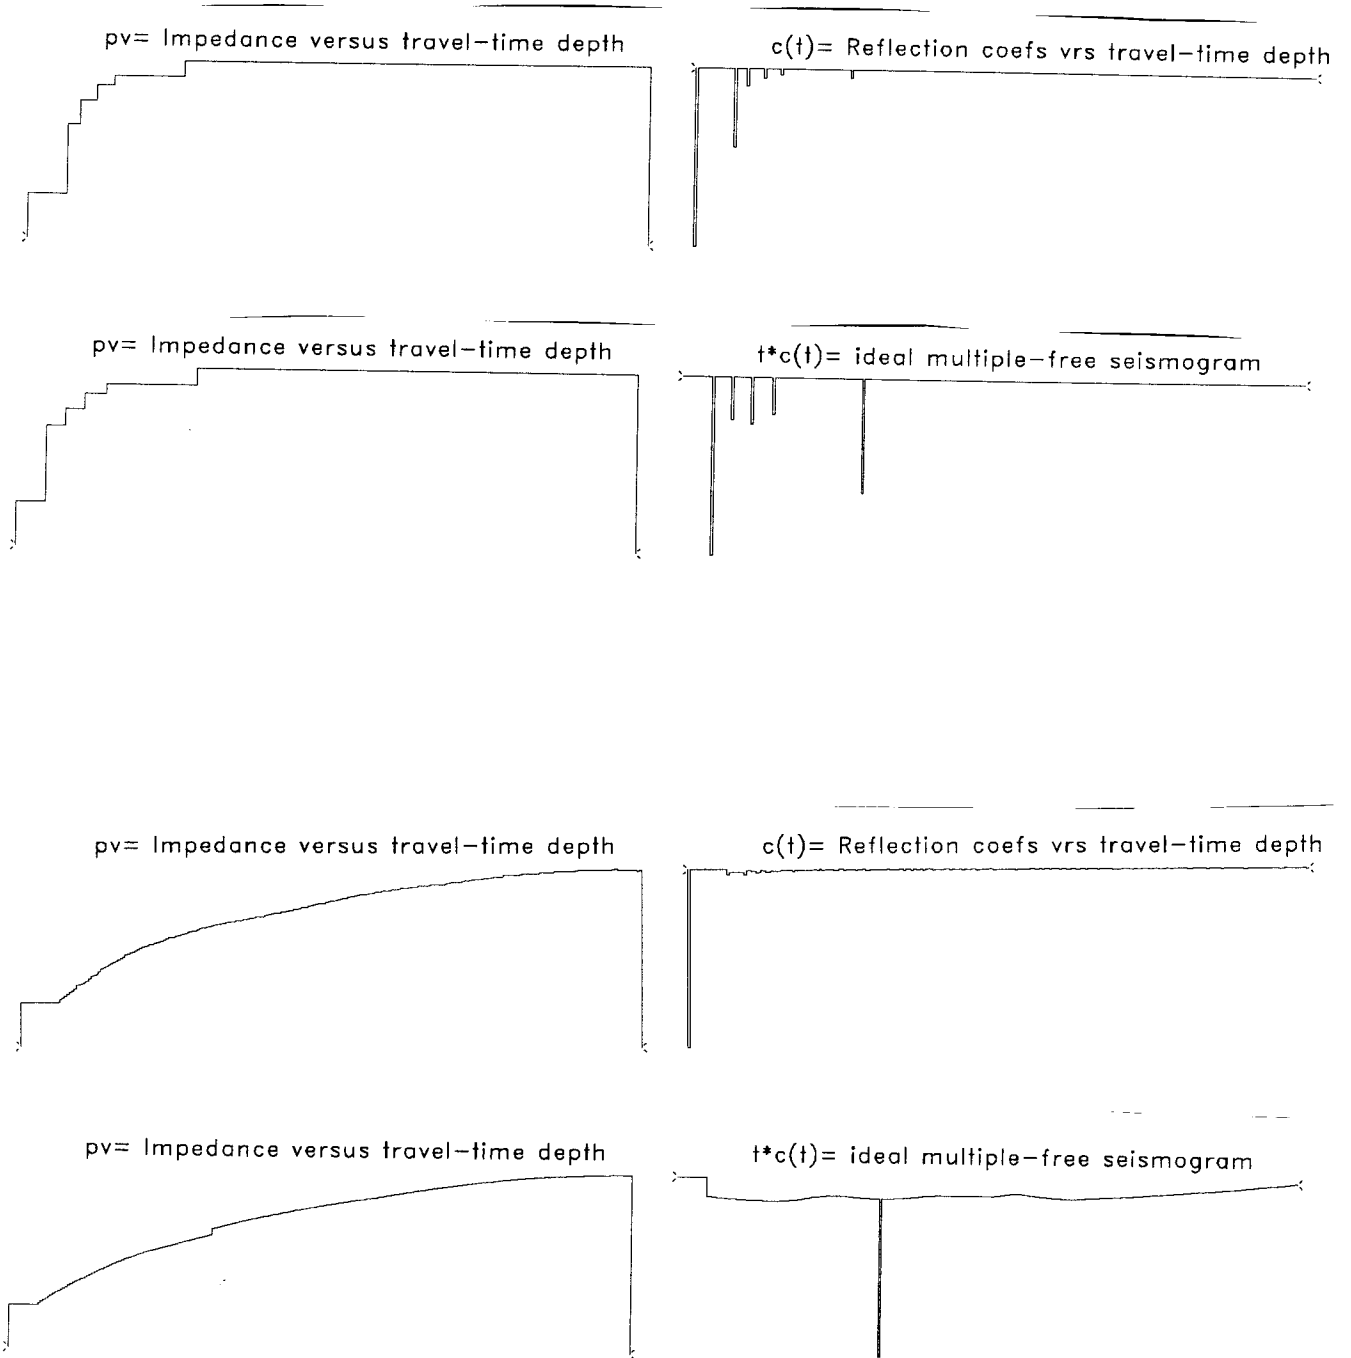 pv= Impedance versus travel-time depth
c(t)= Reflection coefs vrs travel-time depth
pv= Impedance versus travel-time depth
t*c(t)= ideal multiple-free seismogram
pv= Impedance versus travel-time depth
c(t)= Reflection coefs vrs travel-time depth
pv= Impedance versus travel-time depth
t*c(t)= ideal multiple-free seismogram